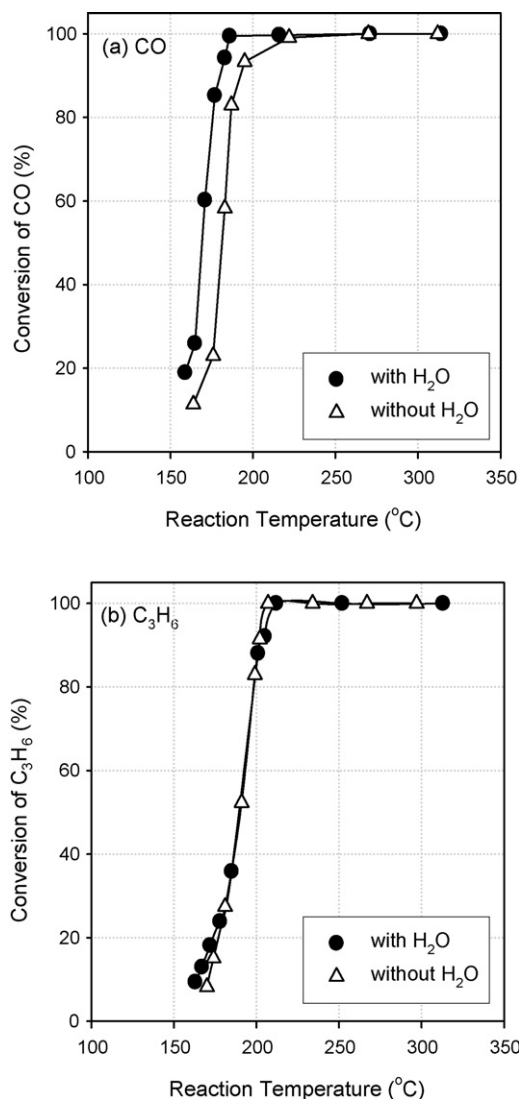 (a) CO
100
80
60
40
20
0
Conversion of CO (%)
with H₂O
without H₂O
100 150 200 250 300 350
Reaction Temperature (°C)
(b) C₃H₆
100
80
60
40
20
0
Conversion of C₃H₆ (%)
with H₂O
without H₂O
100 150 200 250 300 350
Reaction Temperature (°C)